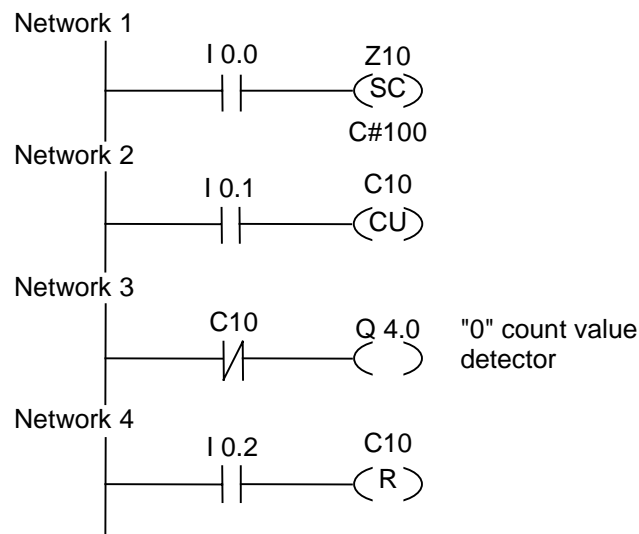 Network 1
I 0.0
Z10
SC
C#100
Network 2
I 0.1
C10
CU
Network 3
C10
Q 4.0
"0" count value
detector
Network 4
I 0.2
C10
R